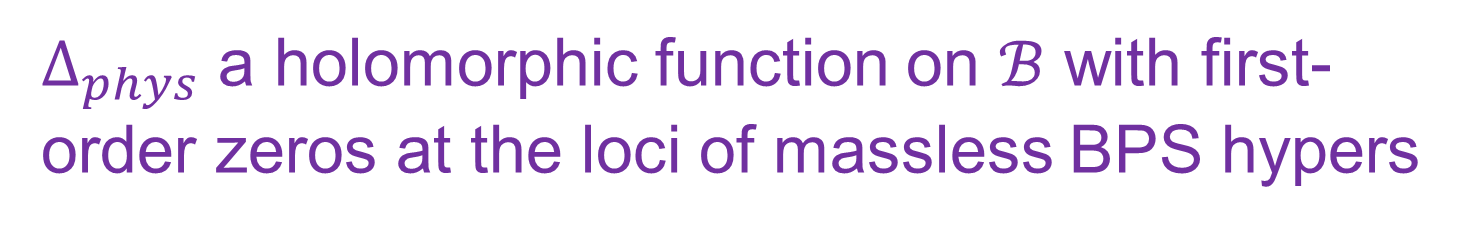 Δ_{phys} a holomorphic function on ℬ with first-
order zeros at the loci of massless BPS hypers